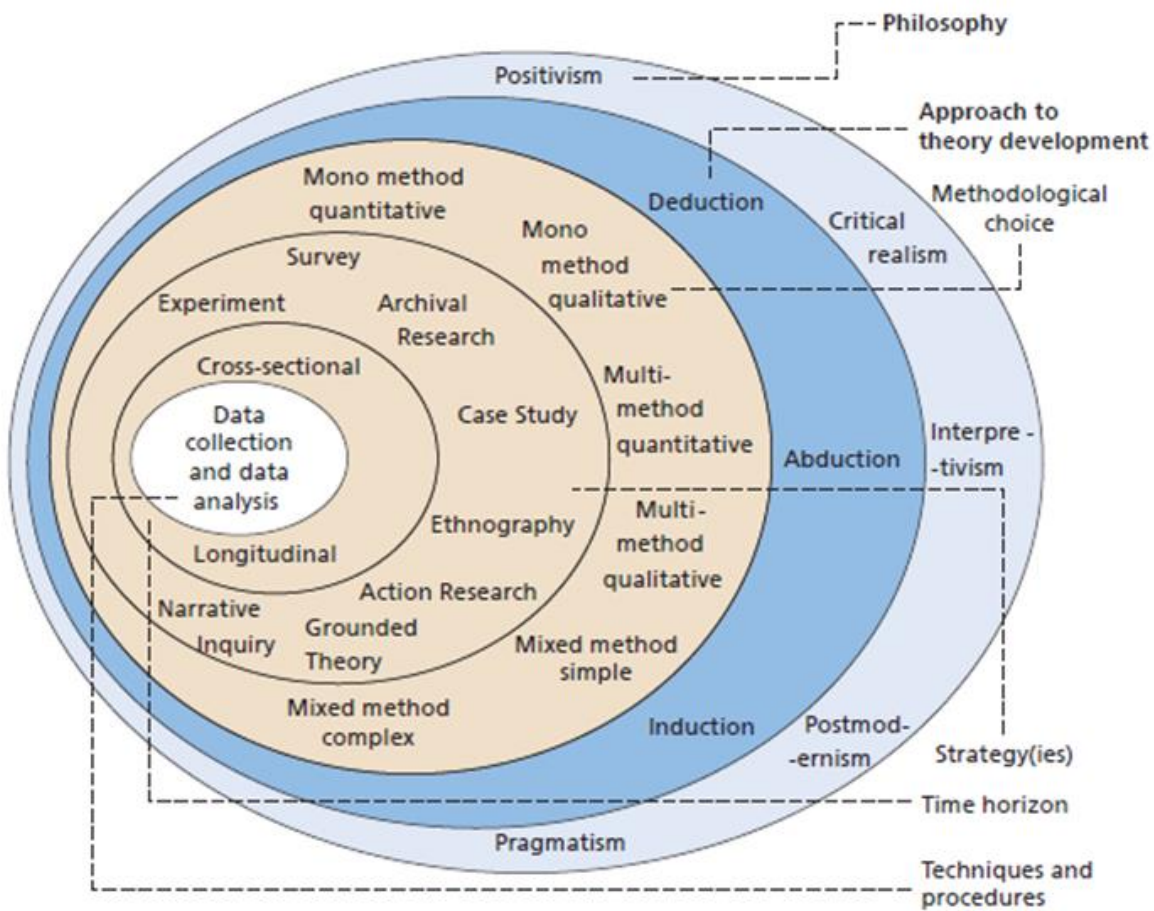 Philosophy
Positivism
Approach to
theory development
Mono method
quantitative
Deduction
Methodological
choice
Mono
method
qualitative
Critical
realism
Survey
Experiment
Archival
Research
Cross-sectional
Multi-
method
quantitative
Data
collection
and data
analysis
Case Study
Abduction
Interpre -
-tivism
Ethnography
Multi-
method
qualitative
Longitudinal
Action Research
Narrative
Inquiry
Grounded
Theory
Mixed method
simple
Mixed method
complex
Induction
Postmod-
-ernism
Strategy(ies)
Time horizon
Pragmatism
Techniques and
procedures